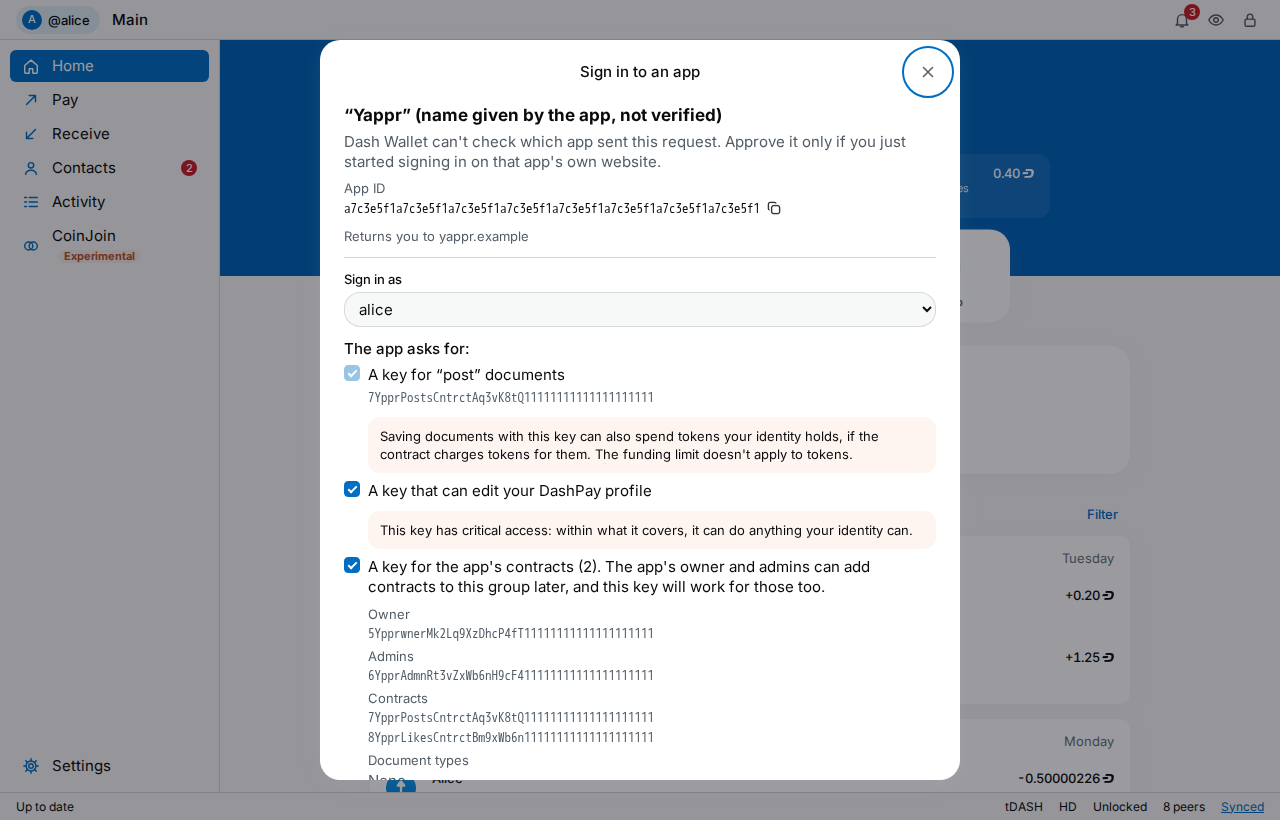 A @alice Main 3
Home
Pay
Receive
Contacts 2
Activity
CoinJoin
Experimental
Settings
Sign in to an app
“Yappr” (name given by the app, not verified)
Dash Wallet can't check which app sent this request. Approve it only if you just
started signing in on that app's own website.
App ID
a7c3e5f1a7c3e5f1a7c3e5f1a7c3e5f1a7c3e5f1a7c3e5f1a7c3e5f1a7c3e5f1
Returns you to yappr.example
Sign in as
alice
The app asks for:
A key for “post” documents
7YpprPostsCntrctAq3vK8tQ11111111111111111111
Saving documents with this key can also spend tokens your identity holds, if the
contract charges tokens for them. The funding limit doesn't apply to tokens.
A key that can edit your DashPay profile
This key has critical access: within what it covers, it can do anything your identity can.
A key for the app's contracts (2). The app's owner and admins can add
contracts to this group later, and this key will work for those too.
Owner
5YpprwnerMk2Lq9XzDhcP4fT11111111111111111111
Admins
6YpprAdmnRt3vZxWb6nH9cF411111111111111111111
Contracts
7YpprPostsCntrctAq3vK8tQ11111111111111111111
8YpprLikesCntrctBm9xWb6n11111111111111111111
Document types
None
0.40
Filter
Tuesday
+0.20
+1.25
Monday
Alice
-0.50000226
Up to date tDASH HD Unlocked 8 peers Synced